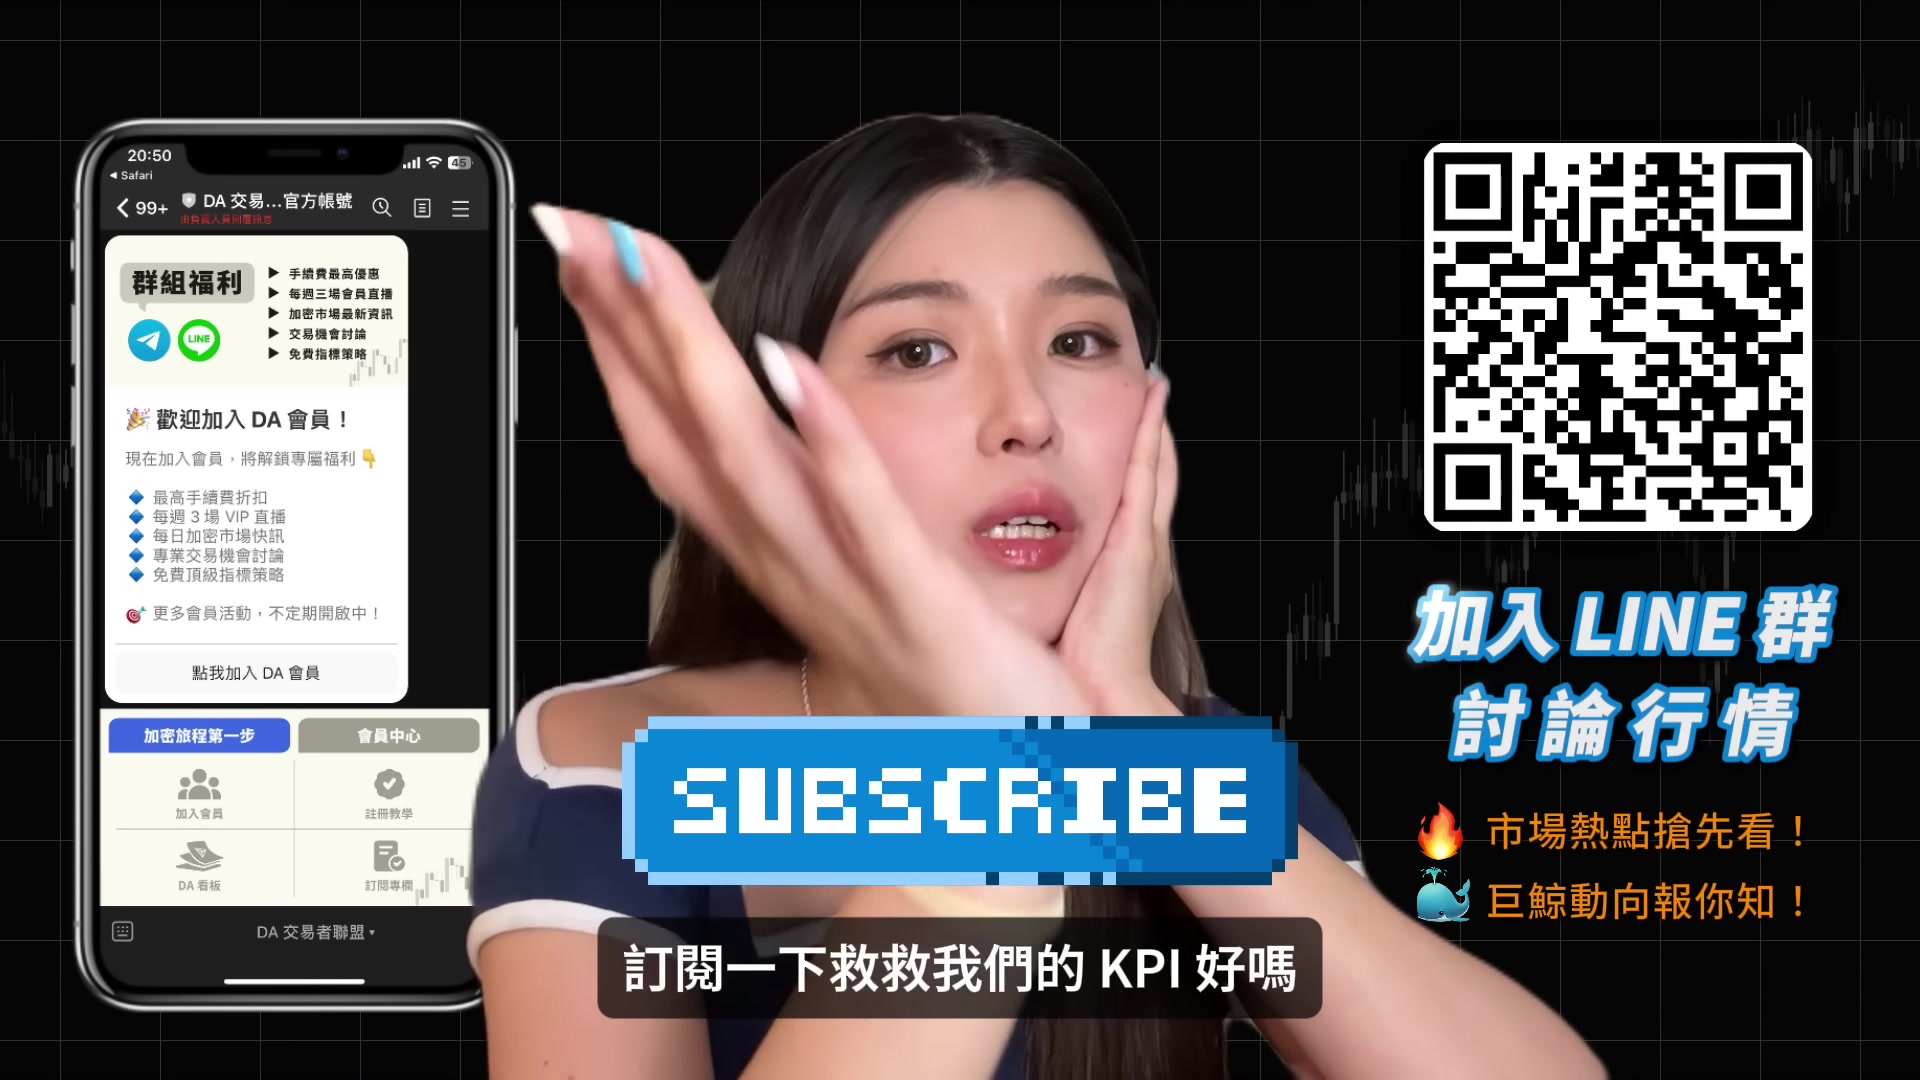 20:50
45
Safari
99+
DA 交易...官方帳號
由負責人員回覆訊息
群組福利
LINE
手續費最高優惠
每週三場會員直播
加密市場最新資訊
交易機會討論
免費指標策略
歡迎加入 DA 會員！
現在加入會員，將解鎖專屬福利
最高手續費折扣
每週 3 場 VIP 直播
每日加密市場快訊
專業交易機會討論
免費頂級指標策略
更多會員活動，不定期開啟中！
點我加入 DA 會員
加密旅程第一步
會員中心
加入會員
註冊教學
DA 看板
訂閱專欄
DA 交易者聯盟
SUBSCRIBE
訂閱一下救救我們的 KPI 好嗎
加入 LINE 群
討論行情
市場熱點搶先看！
巨鯨動向報你知！